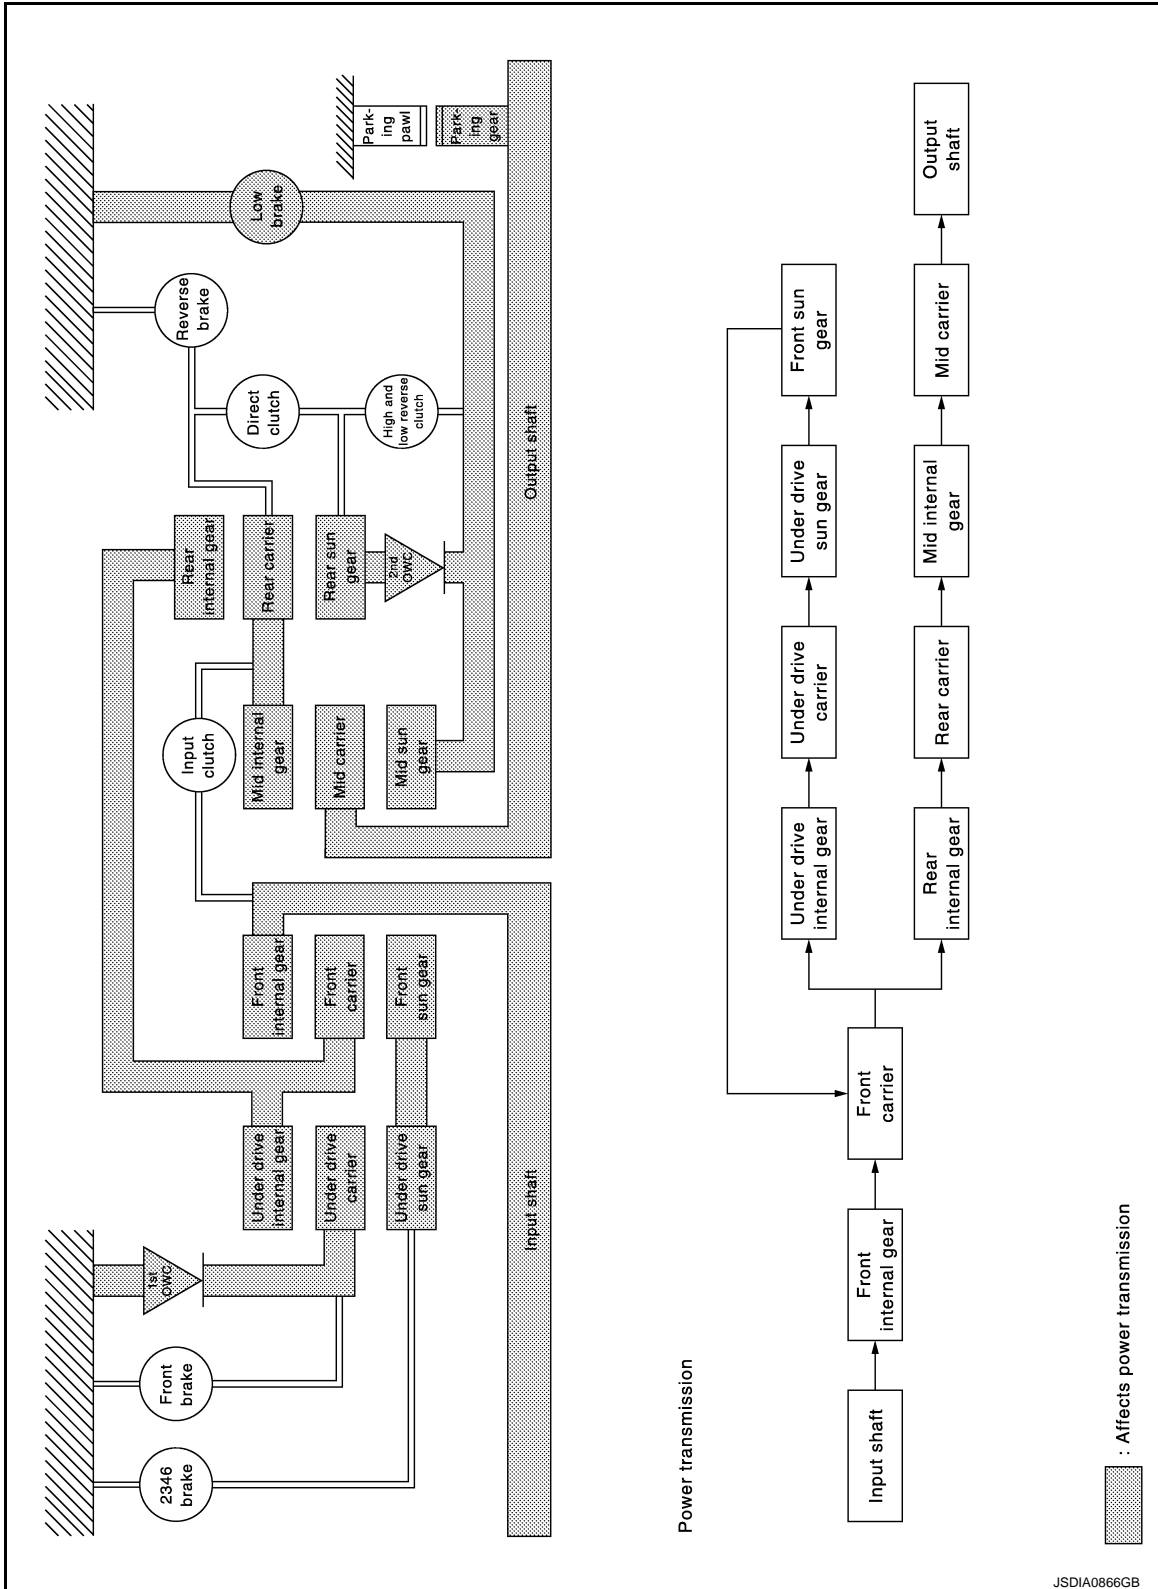 Park-
ing
pawl
Park-
ing
gear
Low
brake
Reverse
brake
Direct
clutch
High and
low reverse
clutch
Output shaft
Rear
internal gear
Rear carrier
Rear sun
gear
2nd
OWC
Input
clutch
Mid internal
gear
Mid carrier
Mid sun
gear
Front
internal gear
Front
carrier
Front
sun gear
Under drive
internal gear
Under drive
carrier
Under drive
sun gear
Input shaft
1st
OWC
Front
brake
2346
brake
Power transmission
Input shaft
Front
internal gear
Front
carrier
Under drive
internal gear
Under drive
carrier
Under drive
sun gear
Front sun
gear
Rear
internal gear
Rear carrier
Mid internal
gear
Mid carrier
Output
shaft
: Affects power transmission
JSDIA0866GB